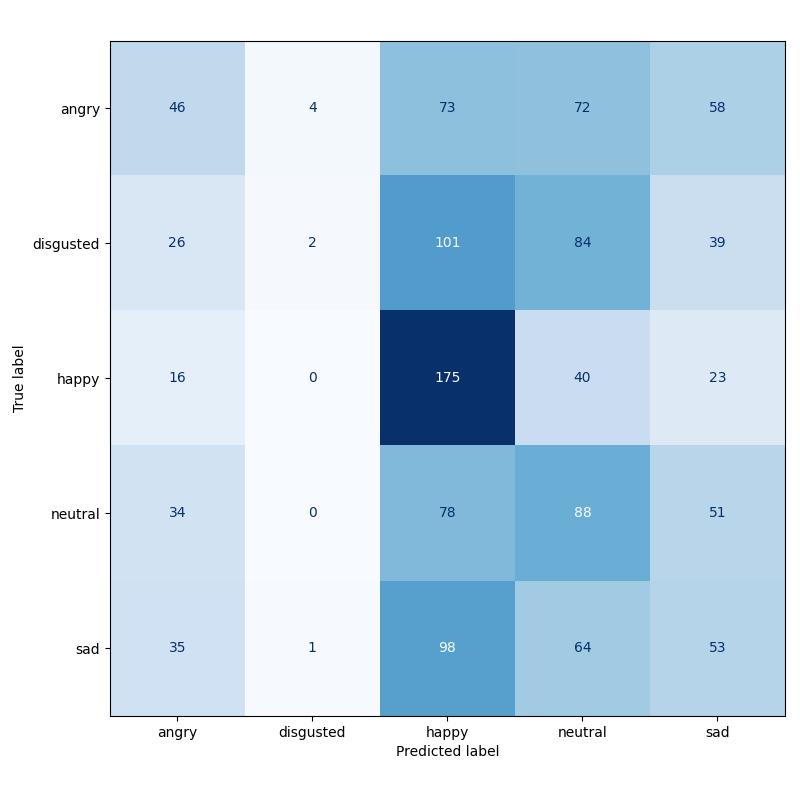 angry 46 4 73 72 58
disgusted 26 2 101 84 39
happy 16 0 175 40 23
neutral 34 0 78 88 51
sad 35 1 98 64 53
angry disgusted happy neutral sad
Predicted label
True label